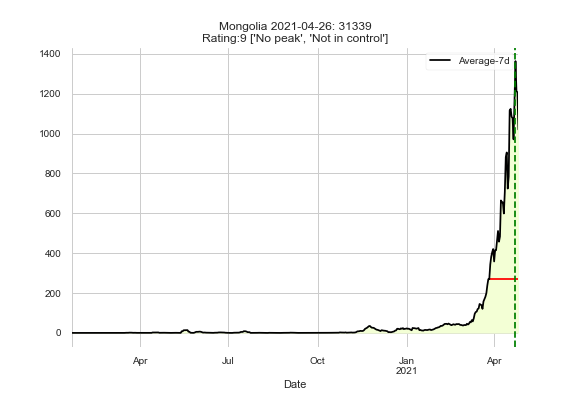 Mongolia 2021-04-26: 31339
Rating:9 ['No peak', 'Not in control']
Average-7d
1400
1200
1000
800
600
400
200
0
Apr
Jul
Oct
Jan
2021
Apr
Date